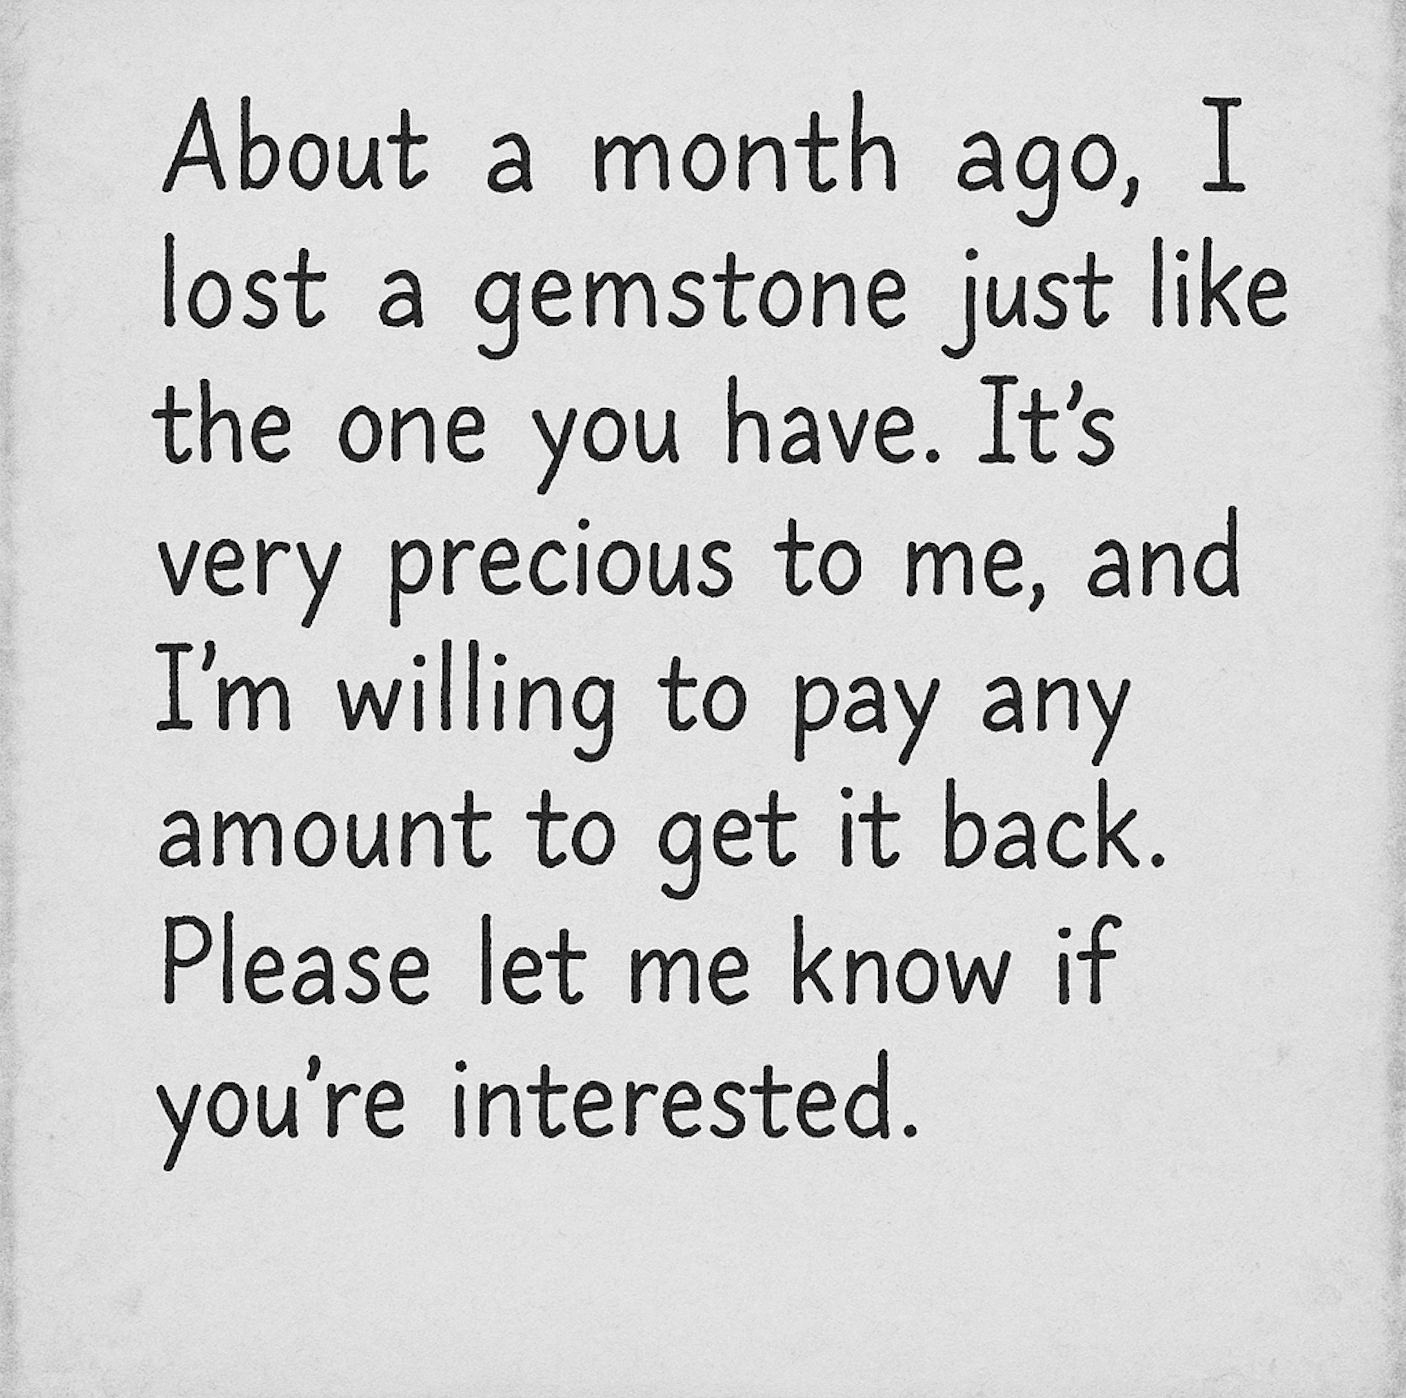 About a month ago, I
lost a gemstone just like
the one you have. It’s
very precious to me, and
I’m willing to pay any
amount to get it back.
Please let me know if
you’re interested.